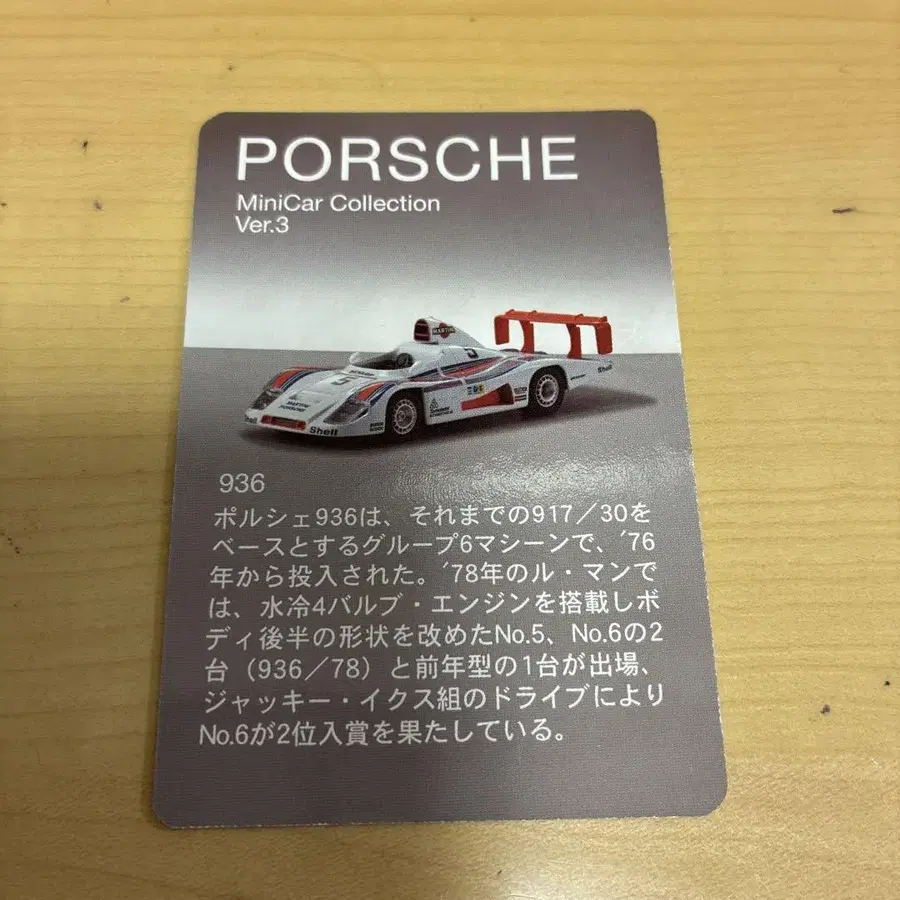 PORSCHE
MiniCar Collection
Ver.3
MARTINI
5
5
MARTINI
PORSCHE
Shell
Shell
936
ポルシェ936は、それまでの917／30を
ベースとするグループ6マシーンで、'76
年から投入された。'78年のル・マンで
は、水冷4バルブ・エンジンを搭載しボ
ディ後半の形状を改めたNo.5、No.6の2
台（936／78）と前年型の1台が出場、
ジャッキー・イクス組のドライブにより
No.6が2位入賞を果たしている。